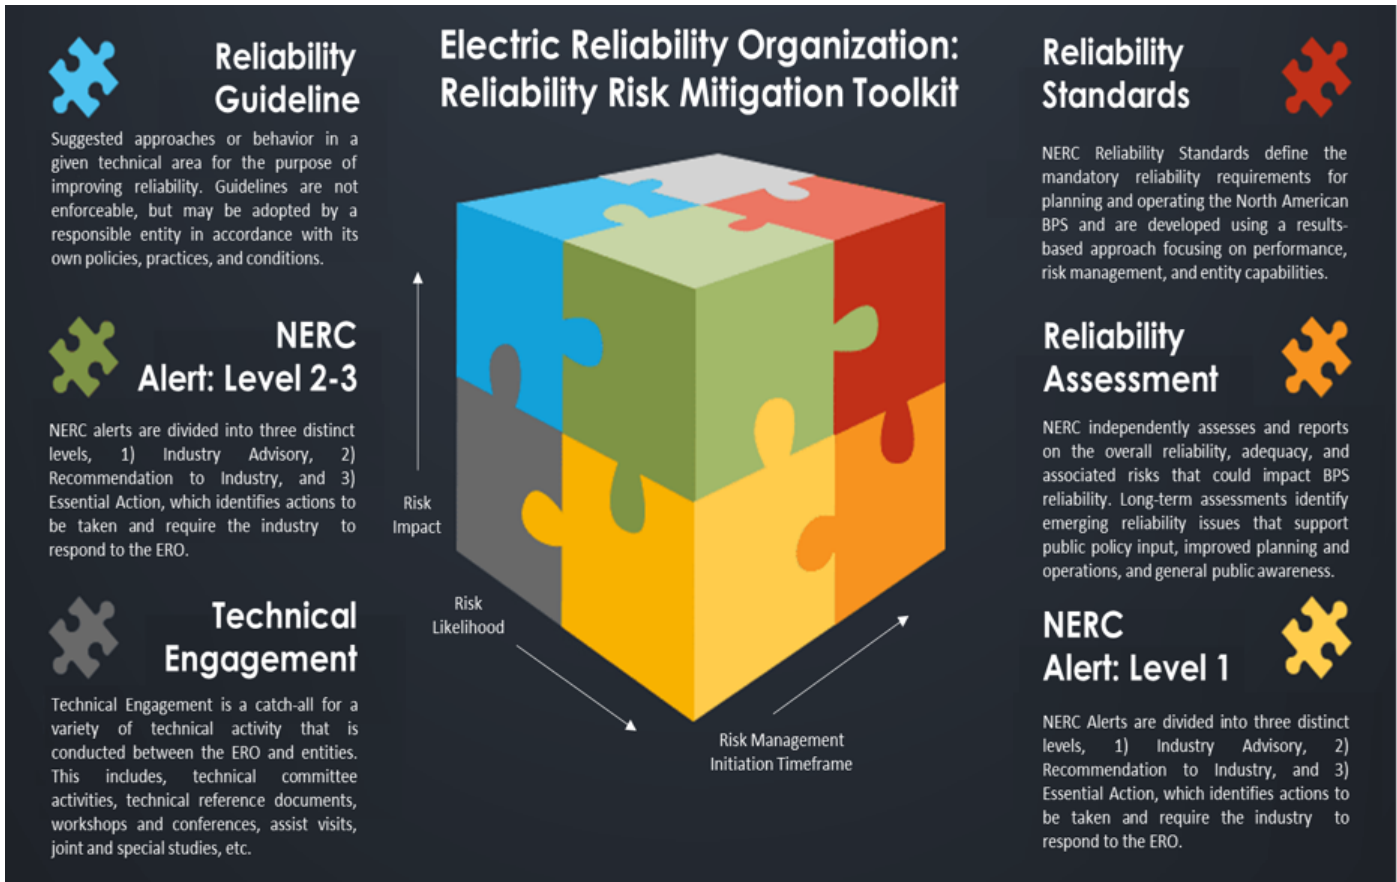 Electric Reliability Organization:
Reliability Risk Mitigation Toolkit
Reliability
Guideline
Suggested approaches or behavior in a
given technical area for the purpose of
improving reliability. Guidelines are not
enforceable, but may be adopted by a
responsible entity in accordance with its
own policies, practices, and conditions.
NERC
Alert: Level 2-3
NERC alerts are divided into three distinct
levels, 1) Industry Advisory, 2)
Recommendation to Industry, and 3)
Essential Action, which identifies actions to
be taken and require the industry to
respond to the ERO.
Technical
Engagement
Technical Engagement is a catch-all for a
variety of technical activity that is
conducted between the ERO and entities.
This includes, technical committee
activities, technical reference documents,
workshops and conferences, assist visits,
joint and special studies, etc.
Risk
Impact
Risk
Likelihood
Risk Management
Initiation Timeframe
Reliability
Standards
NERC Reliability Standards define the
mandatory reliability requirements for
planning and operating the North American
BPS and are developed using a results-
based approach focusing on performance,
risk management, and entity capabilities.
Reliability
Assessment
NERC independently assesses and reports
on the overall reliability, adequacy, and
associated risks that could impact BPS
reliability. Long-term assessments identify
emerging reliability issues that support
public policy input, improved planning and
operations, and general public awareness.
NERC
Alert: Level 1
NERC Alerts are divided into three distinct
levels, 1) Industry Advisory, 2)
Recommendation to Industry, and 3)
Essential Action, which identifies actions to
be taken and require the industry to
respond to the ERO.